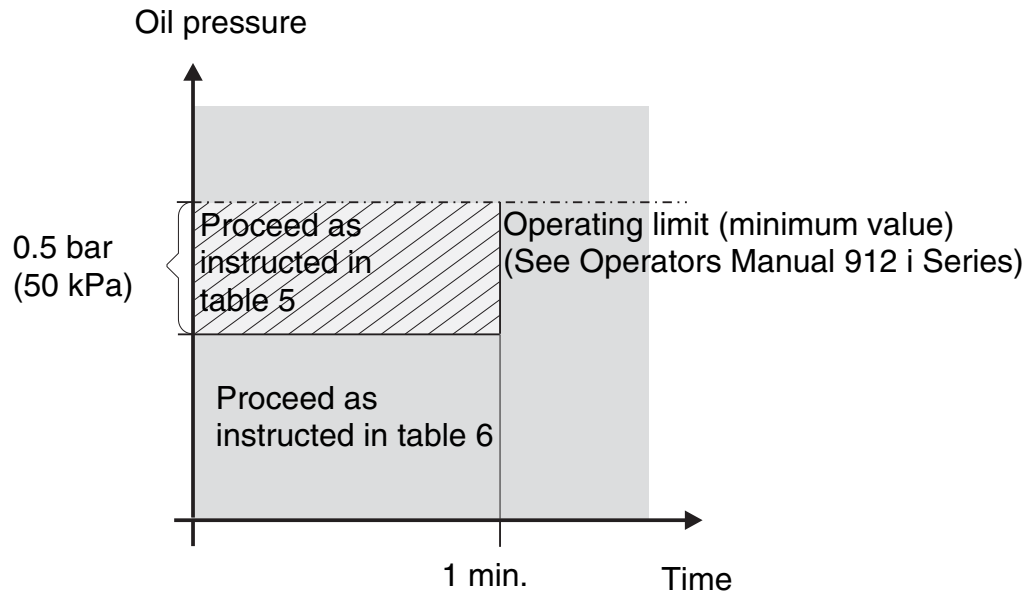 Oil pressure
Proceed as
instructed in
table 5
Operating limit (minimum value)
(See Operators Manual 912 i Series)
0.5 bar
(50 kPa)
Proceed as
instructed in table 6
1 min.
Time